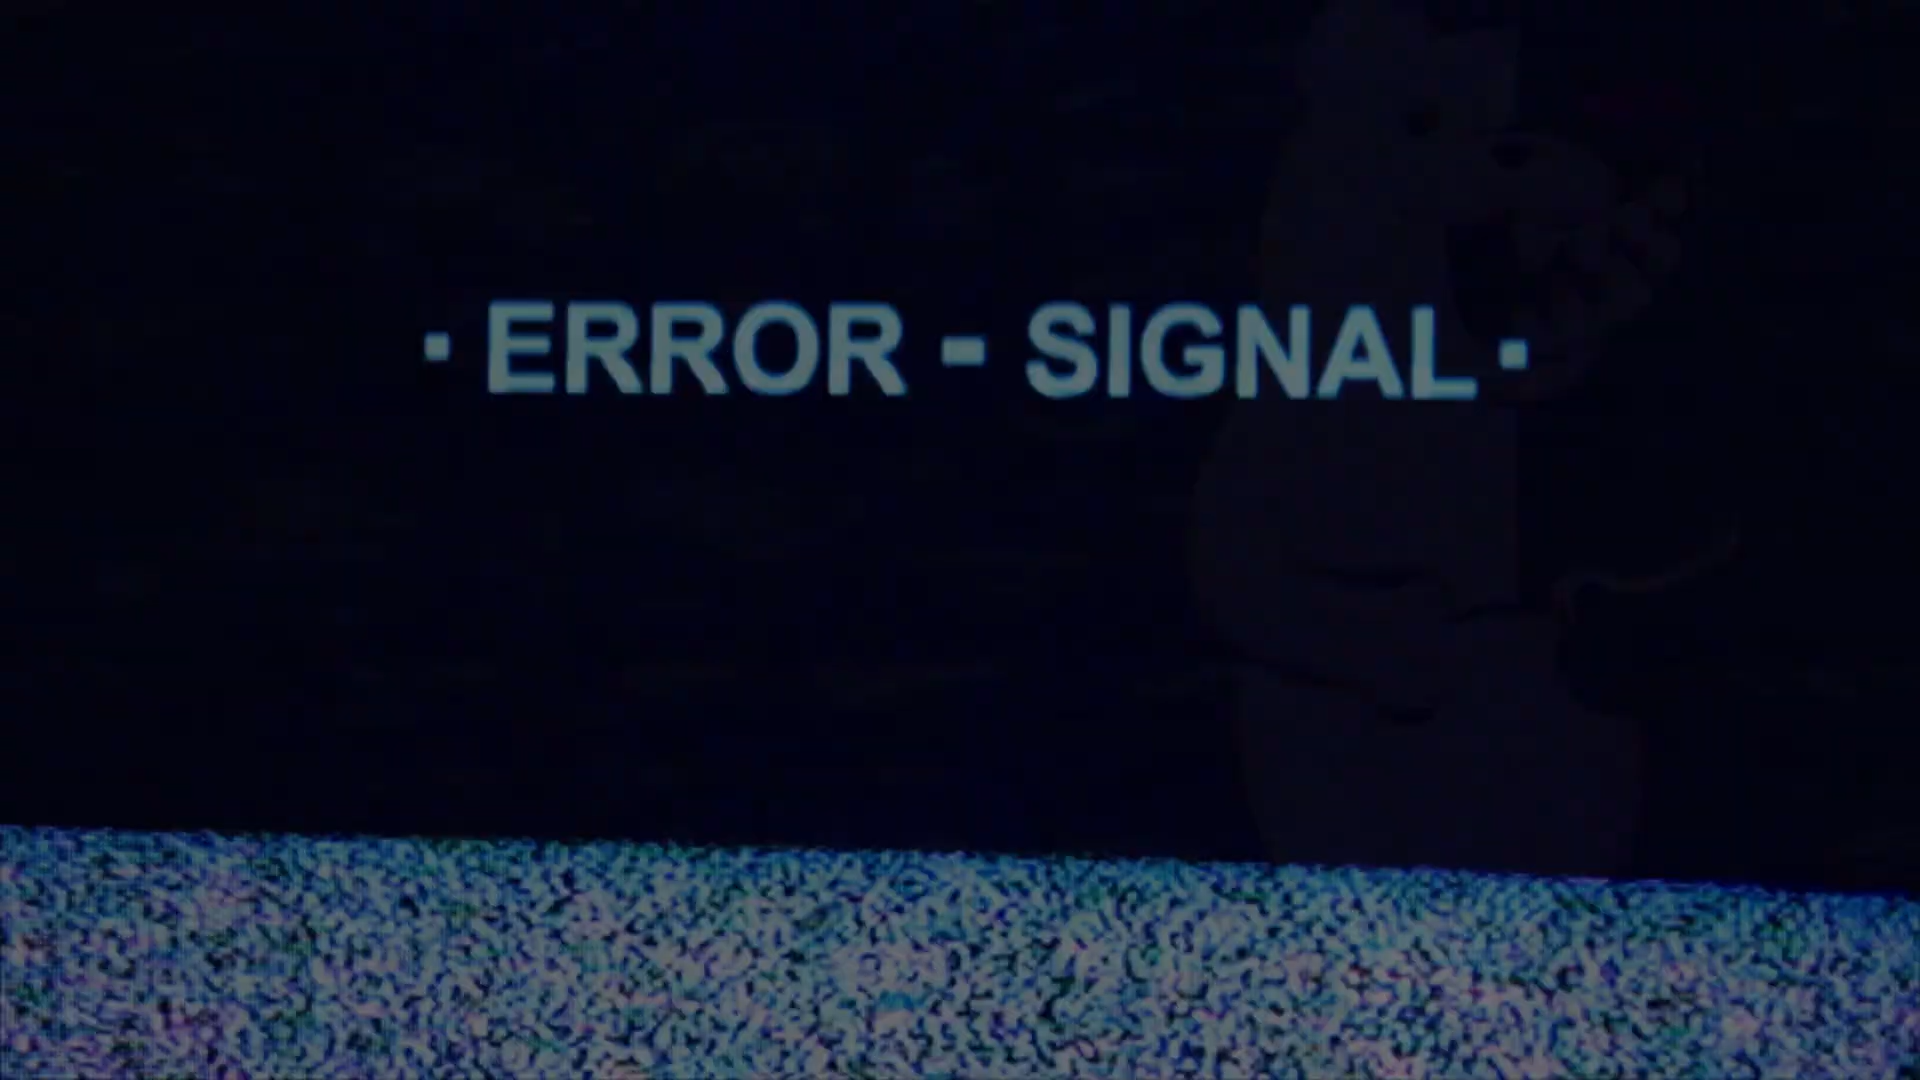 · ERROR - SIGNAL ·